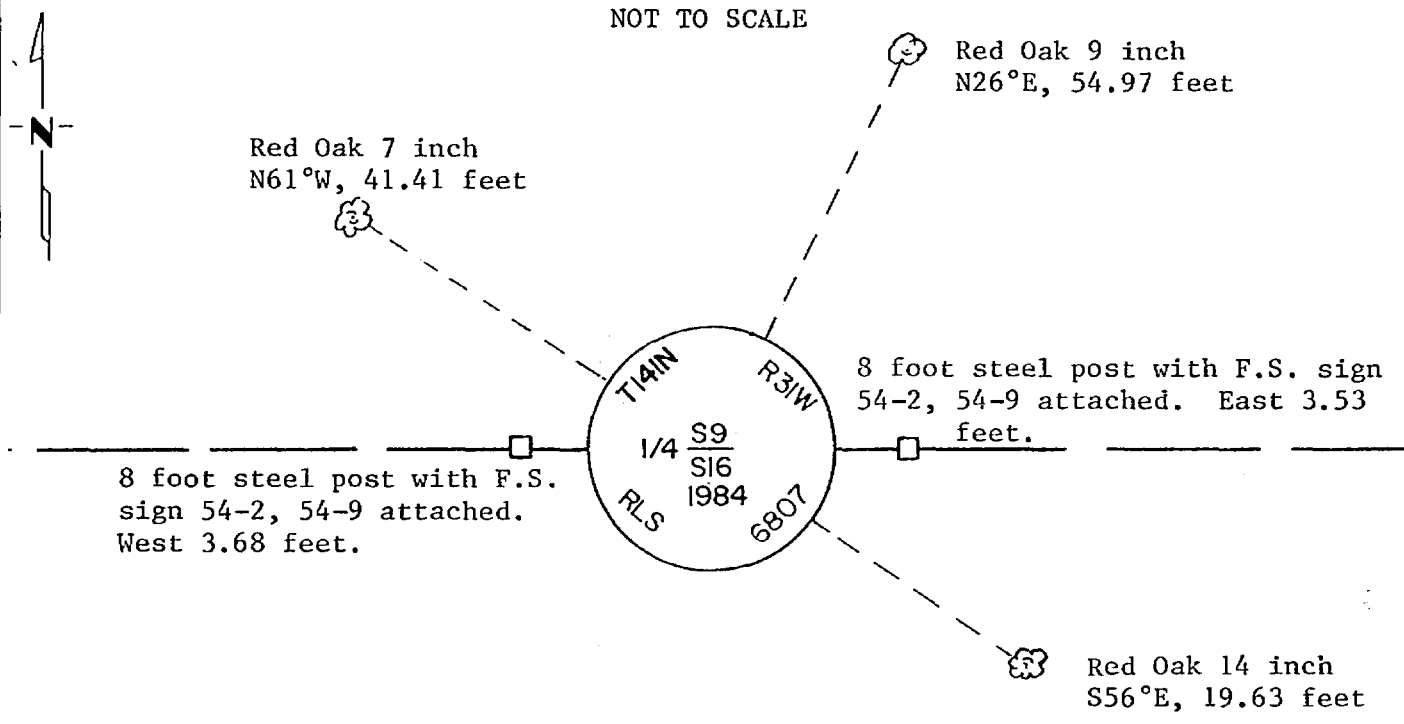 NOT TO SCALE
Red Oak 9 inch
N26°E, 54.97 feet
N
Red Oak 7 inch
N61°W, 41.41 feet
T141N
R31W
1/4 S9
S16
1984
RLS
6807
8 foot steel post with F.S. sign
54-2, 54-9 attached. East 3.53
feet.
8 foot steel post with F.S.
sign 54-2, 54-9 attached.
West 3.68 feet.
Red Oak 14 inch
S56°E, 19.63 feet